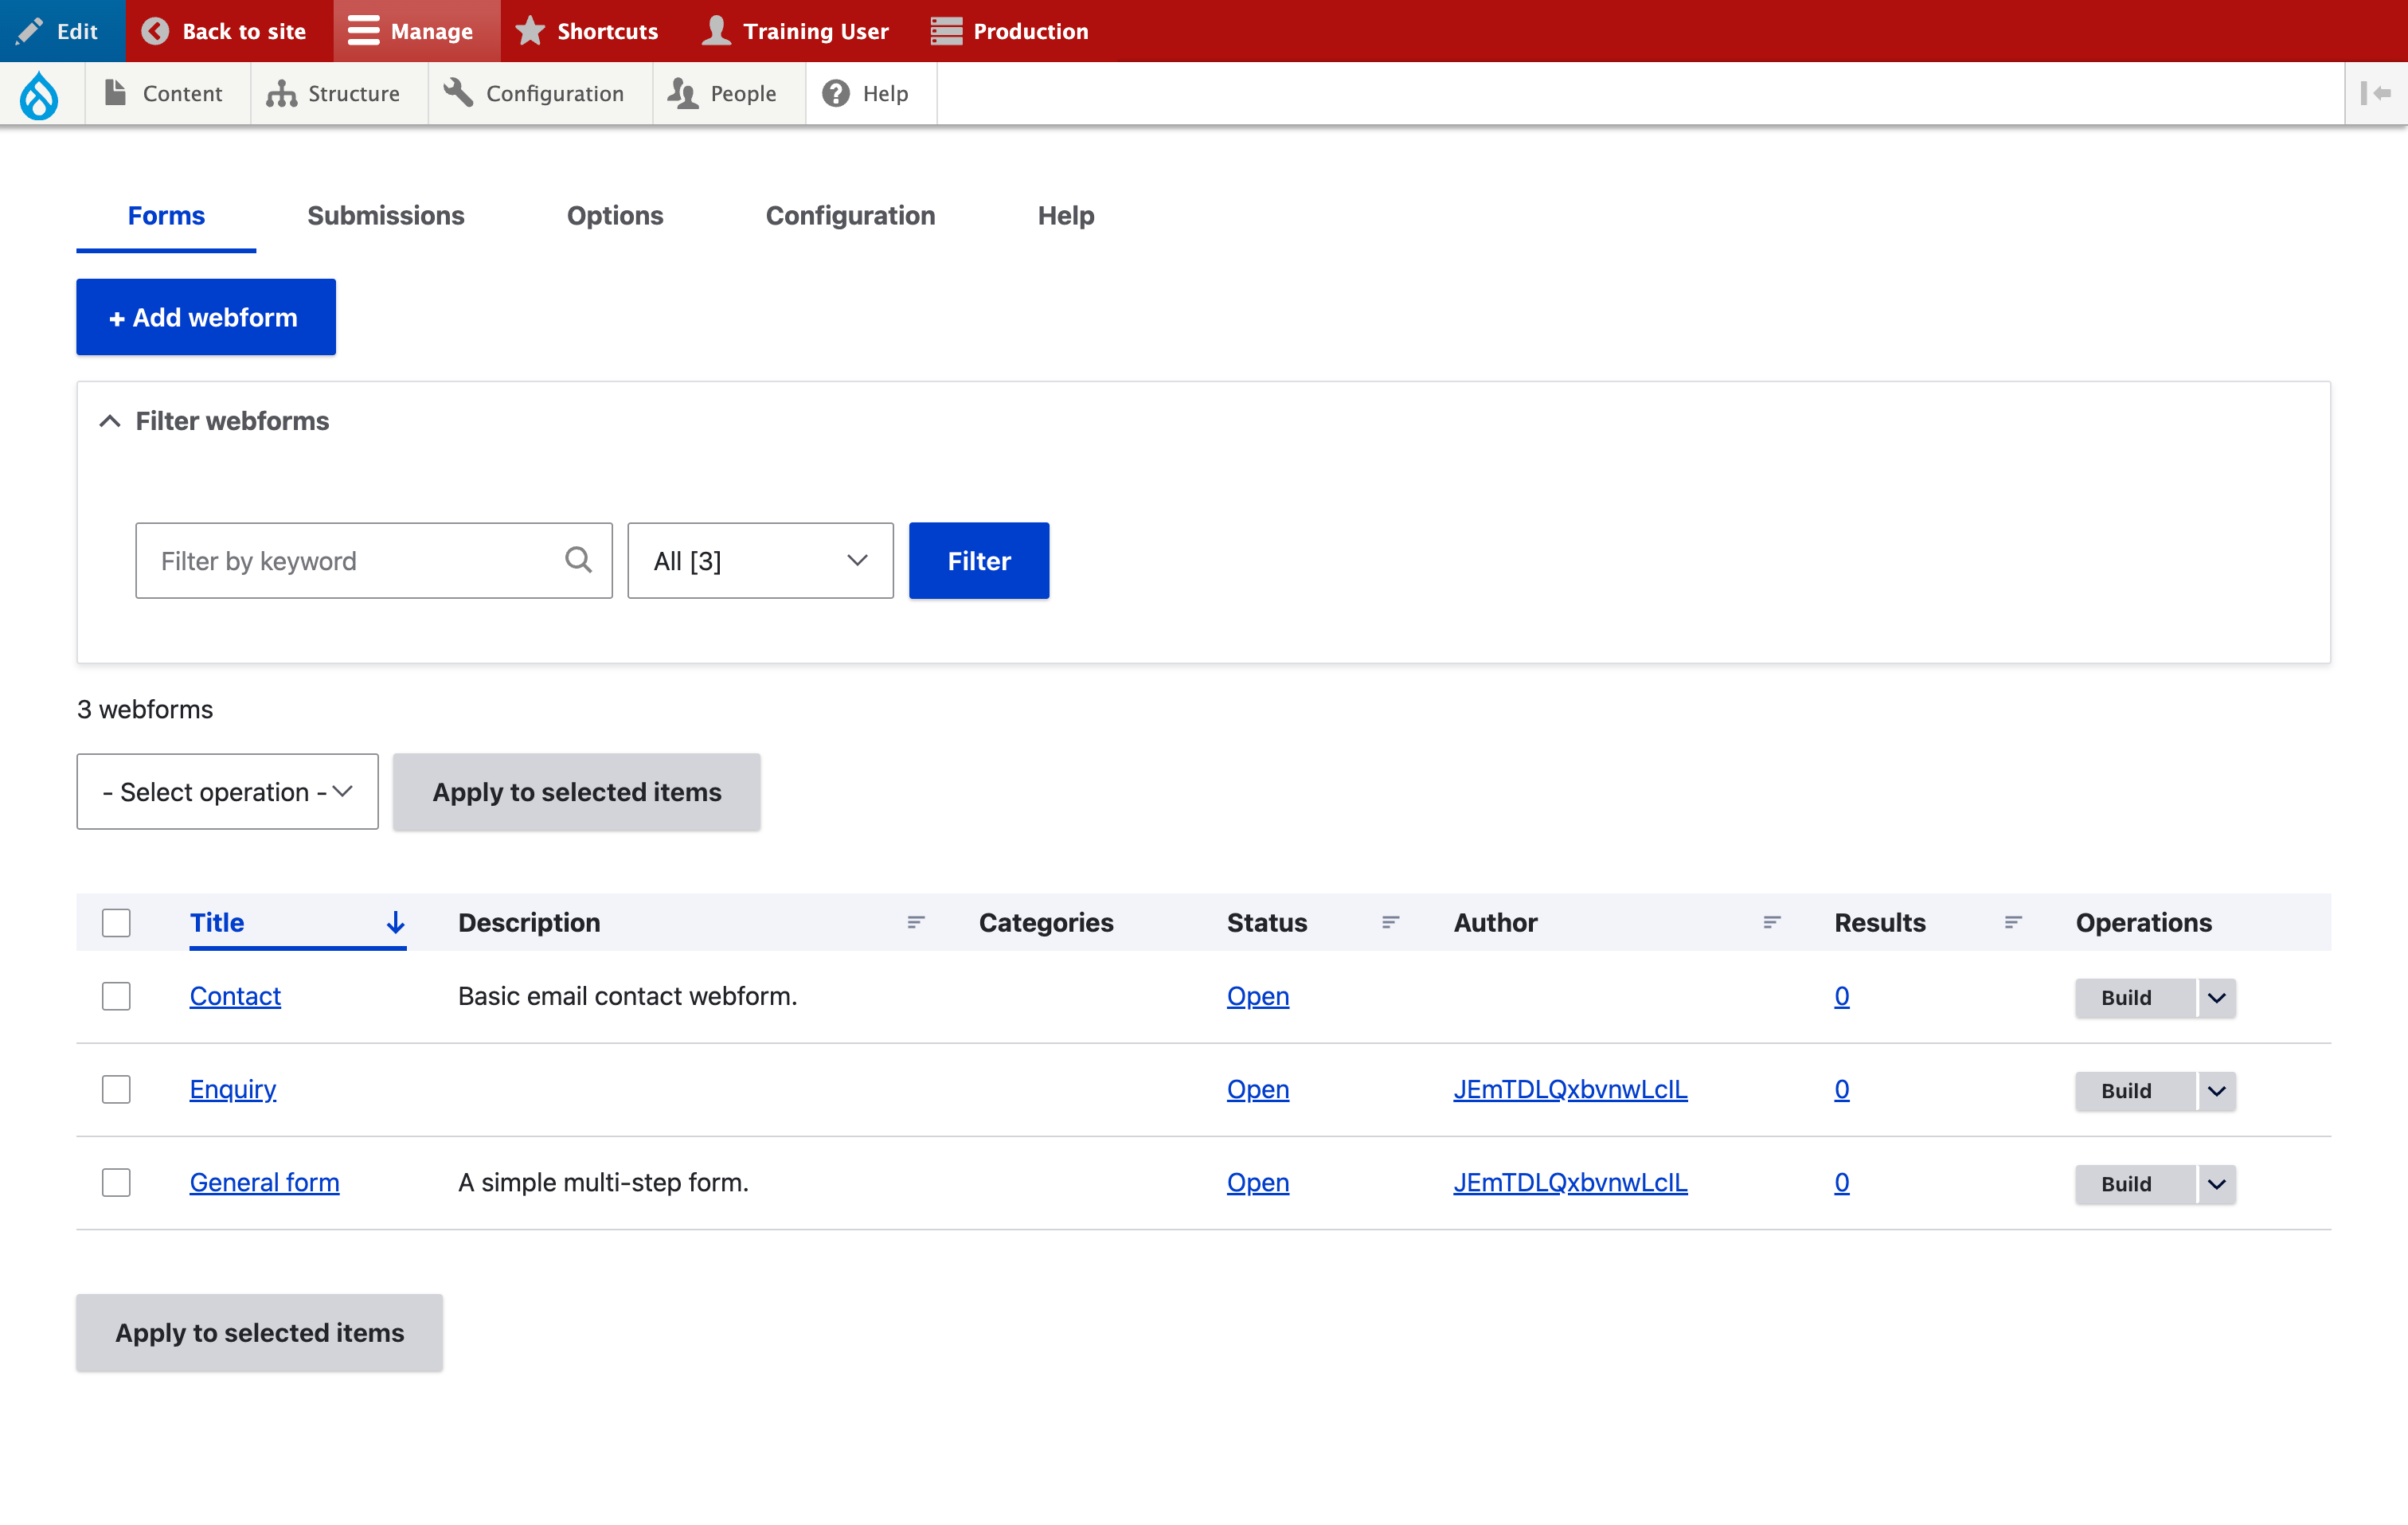 Edit Back to site Manage Shortcuts Training User Production
Content Structure Configuration People Help
Forms Submissions Options Configuration Help
+ Add webform
Filter webforms
Filter by keyword All [3] Filter
3 webforms
- Select operation - Apply to selected items
Title Description Categories Status Author Results Operations
Contact Basic email contact webform. Open 0 Build
Enquiry Open JEmTDLQxbvnwLcIL 0 Build
General form A simple multi-step form. Open JEmTDLQxbvnwLcIL 0 Build
Apply to selected items